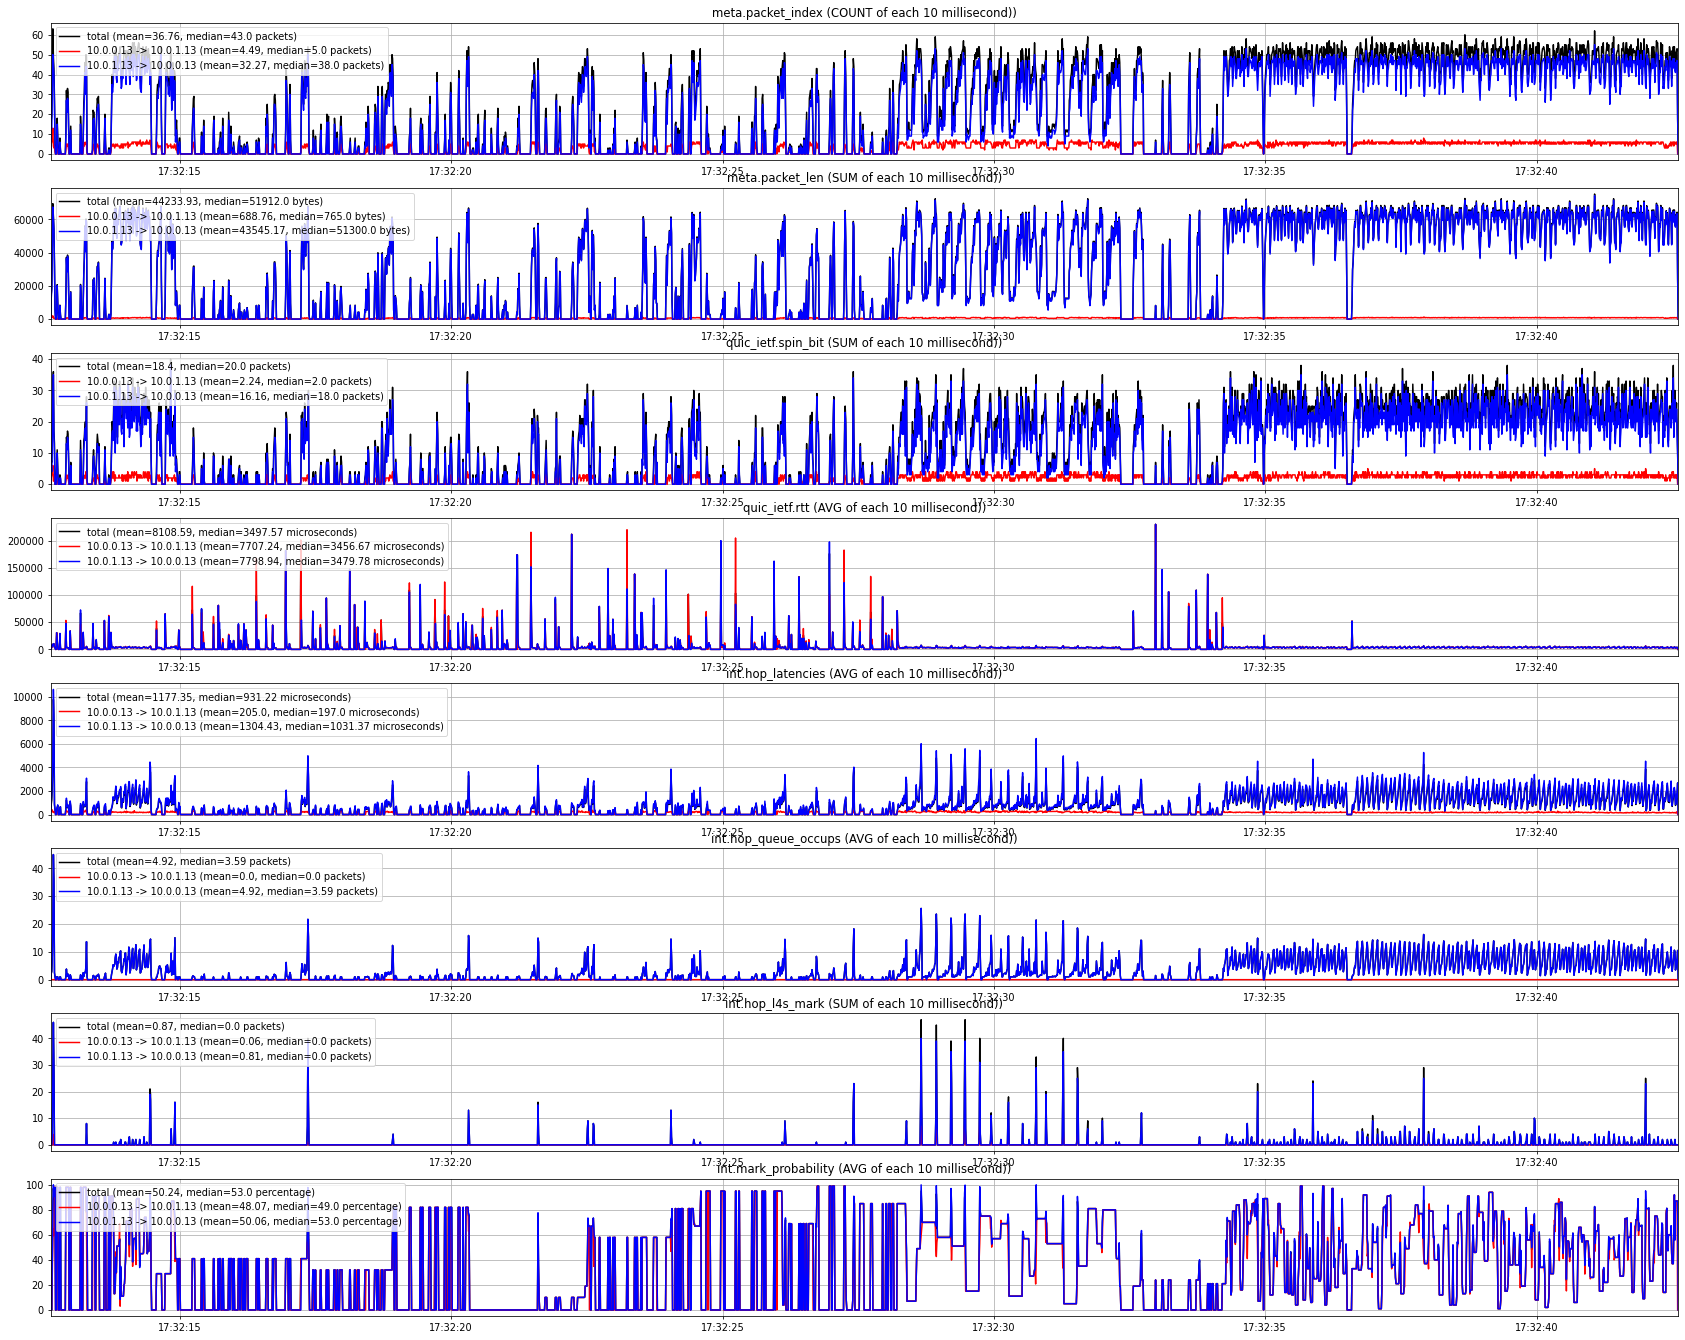 meta.packet_index (COUNT of each 10 millisecond))
total (mean=36.76, median=43.0 packets)
10.0.0.13 -> 10.0.1.13 (mean=4.49, median=5.0 packets)
10.0.1.13 -> 10.0.0.13 (mean=32.27, median=38.0 packets)
60
50
40
30
20
10
0
17:32:15 17:32:20 17:32:25 17:32:30 17:32:35 17:32:40
meta.packet_len (SUM of each 10 millisecond))
total (mean=44233.93, median=51912.0 bytes)
10.0.0.13 -> 10.0.1.13 (mean=688.76, median=765.0 bytes)
10.0.1.13 -> 10.0.0.13 (mean=43545.17, median=51300.0 bytes)
60000
40000
20000
0
17:32:15 17:32:20 17:32:25 17:32:30 17:32:35 17:32:40
quic_ietf.spin_bit (SUM of each 10 millisecond))
total (mean=18.4, median=20.0 packets)
10.0.0.13 -> 10.0.1.13 (mean=2.24, median=2.0 packets)
10.0.1.13 -> 10.0.0.13 (mean=16.16, median=18.0 packets)
40
30
20
10
0
17:32:15 17:32:20 17:32:25 17:32:30 17:32:35 17:32:40
quic_ietf.rtt (AVG of each 10 millisecond))
total (mean=8108.59, median=3497.57 microseconds)
10.0.0.13 -> 10.0.1.13 (mean=7707.24, median=3456.67 microseconds)
10.0.1.13 -> 10.0.0.13 (mean=7798.94, median=3479.78 microseconds)
200000
150000
100000
50000
0
17:32:15 17:32:20 17:32:25 17:32:30 17:32:35 17:32:40
int.hop_latencies (AVG of each 10 millisecond))
total (mean=1177.35, median=931.22 microseconds)
10.0.0.13 -> 10.0.1.13 (mean=205.0, median=197.0 microseconds)
10.0.1.13 -> 10.0.0.13 (mean=1304.43, median=1031.37 microseconds)
10000
8000
6000
4000
2000
0
17:32:15 17:32:20 17:32:25 17:32:30 17:32:35 17:32:40
int.hop_queue_occups (AVG of each 10 millisecond))
total (mean=4.92, median=3.59 packets)
10.0.0.13 -> 10.0.1.13 (mean=0.0, median=0.0 packets)
10.0.1.13 -> 10.0.0.13 (mean=4.92, median=3.59 packets)
40
30
20
10
0
17:32:15 17:32:20 17:32:25 17:32:30 17:32:35 17:32:40
int.hop_l4s_mark (SUM of each 10 millisecond))
total (mean=0.87, median=0.0 packets)
10.0.0.13 -> 10.0.1.13 (mean=0.06, median=0.0 packets)
10.0.1.13 -> 10.0.0.13 (mean=0.81, median=0.0 packets)
40
30
20
10
0
17:32:15 17:32:20 17:32:25 17:32:30 17:32:35 17:32:40
int.mark_probability (AVG of each 10 millisecond))
total (mean=50.24, median=53.0 percentage)
10.0.0.13 -> 10.0.1.13 (mean=48.07, median=49.0 percentage)
10.0.1.13 -> 10.0.0.13 (mean=50.06, median=53.0 percentage)
100
80
60
40
20
0
17:32:15 17:32:20 17:32:25 17:32:30 17:32:35 17:32:40